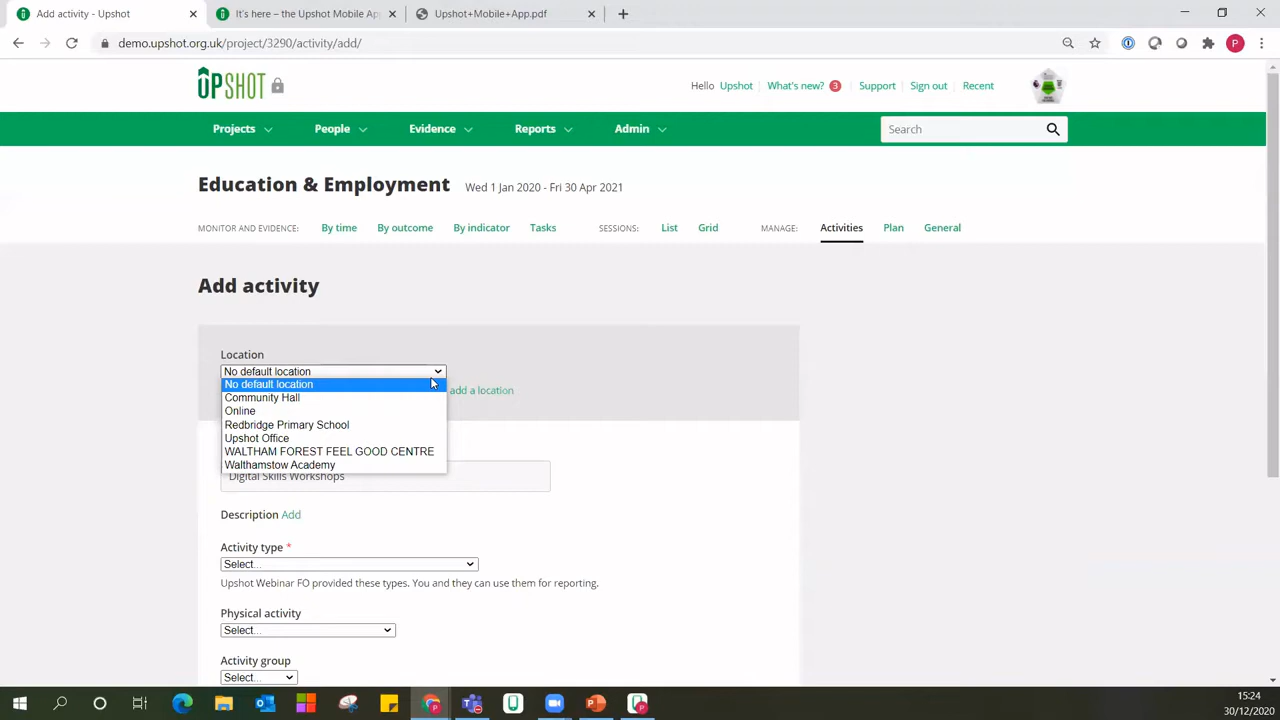 Add activity - Upshot
It's here – the Upshot Mobile Ap
Upshot+Mobile+App.pdf
demo.upshot.org.uk/project/3290/activity/add/
P
UPSHOT
Hello Upshot
What's new? 3
Support
Sign out
Recent
Projects
People
Evidence
Reports
Admin
Search
Education & Employment
Wed 1 Jan 2020 - Fri 30 Apr 2021
MONITOR AND EVIDENCE:
By time
By outcome
By indicator
Tasks
SESSIONS:
List
Grid
MANAGE:
Activities
Plan
General
Add activity
Location
No default location
No default location
add a location
Community Hall
Online
Redbridge Primary School
Upshot Office
WALTHAM FOREST FEEL GOOD CENTRE
Walthamstow Academy
Digital Skills Workshops
Description Add
Activity type *
Select...
Upshot Webinar FO provided these types. You and they can use them for reporting.
Physical activity
Select...
Activity group
Select...
15:24
30/12/2020